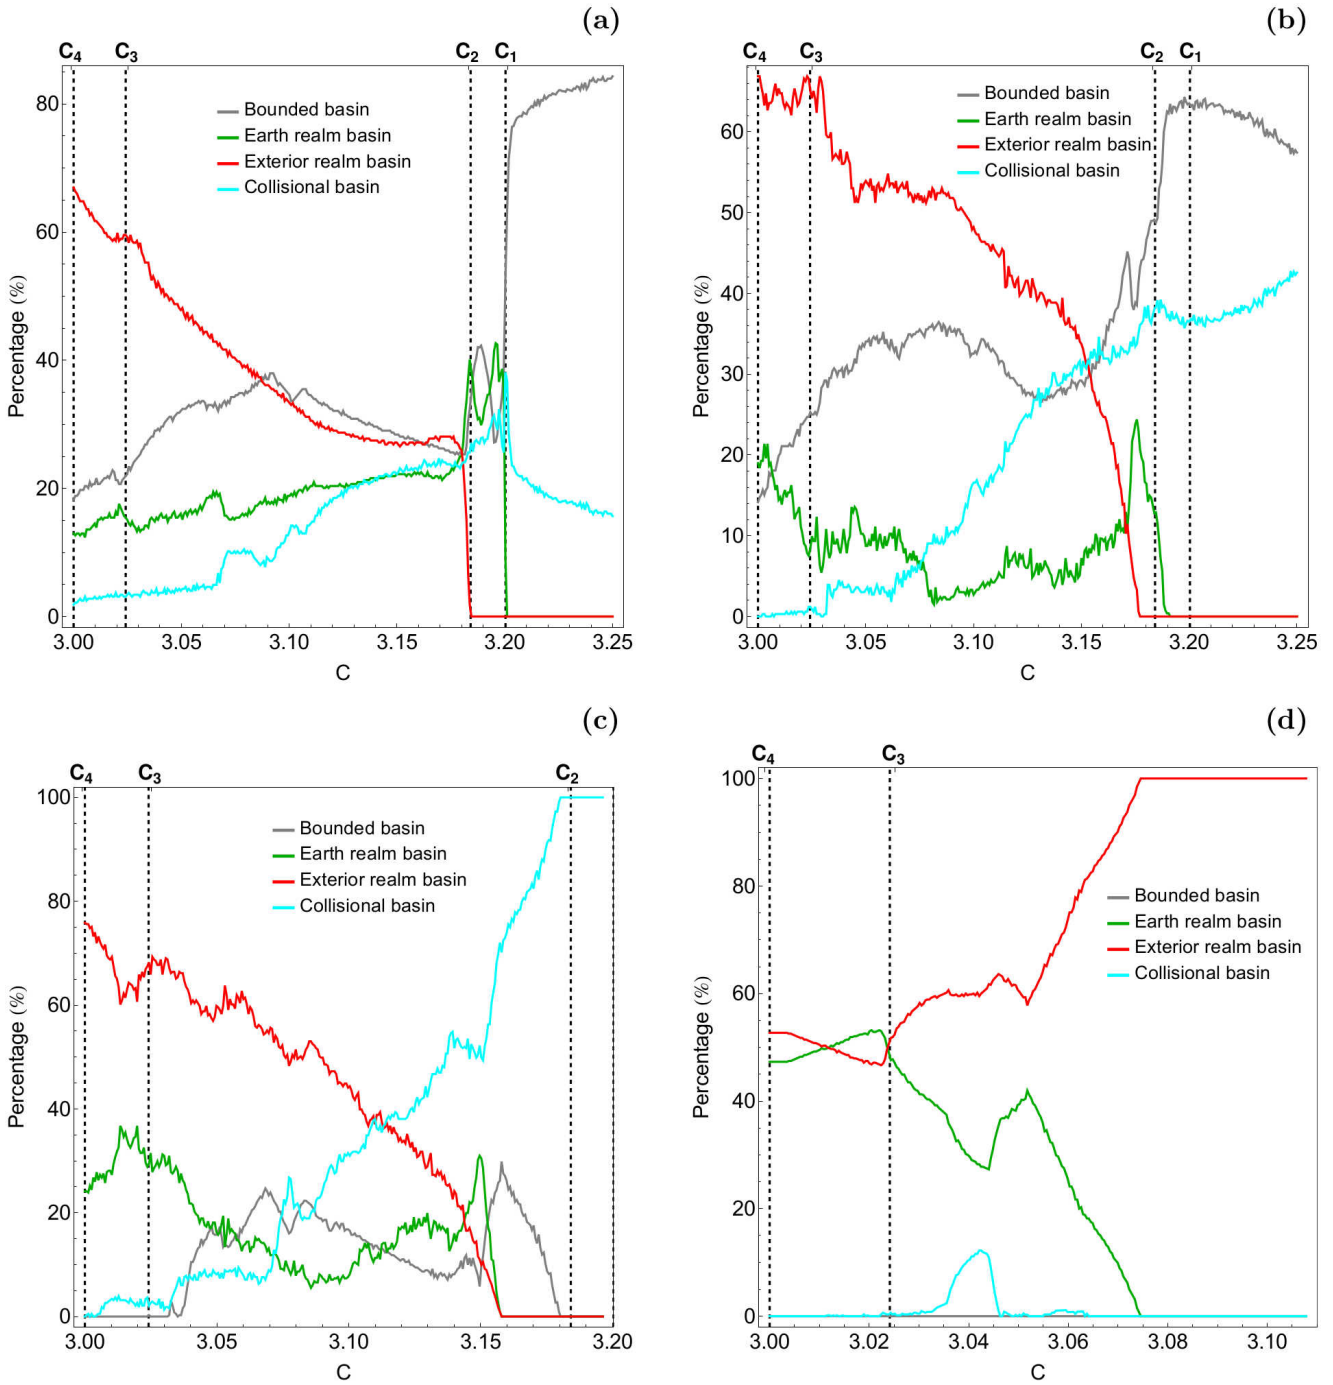 (a)
C4 C3 C2 C1
80
60
40
20
0
Percentage (%)
Bounded basin
Earth realm basin
Exterior realm basin
Collisional basin
3.00 3.05 3.10 3.15 3.20 3.25
C
(b)
C4 C3 C2 C1
60
50
40
30
20
10
0
Percentage (%)
Bounded basin
Earth realm basin
Exterior realm basin
Collisional basin
3.00 3.05 3.10 3.15 3.20 3.25
C
(c)
C4 C3 C2
100
80
60
40
20
0
Percentage (%)
Bounded basin
Earth realm basin
Exterior realm basin
Collisional basin
3.00 3.05 3.10 3.15 3.20
C
(d)
C4 C3
100
80
60
40
20
0
Percentage (%)
Bounded basin
Earth realm basin
Exterior realm basin
Collisional basin
3.00 3.02 3.04 3.06 3.08 3.10
C